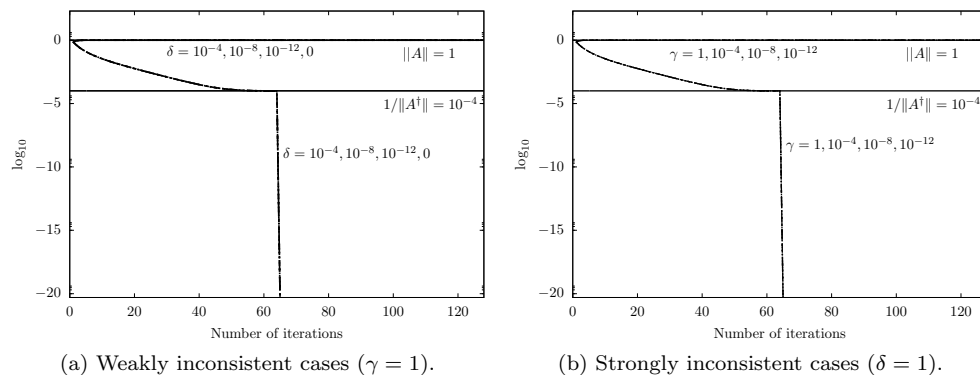 0
−5
−10
−15
−20
log₁₀
0 20 40 60 80 100 120
Number of iterations
δ = 10⁻⁴, 10⁻⁸, 10⁻¹², 0
||A|| = 1
1/‖A†‖ = 10⁻⁴
δ = 10⁻⁴, 10⁻⁸, 10⁻¹², 0
(a) Weakly inconsistent cases (γ = 1).
0
−5
−10
−15
−20
log₁₀
0 20 40 60 80 100 120
Number of iterations
γ = 1, 10⁻⁴, 10⁻⁸, 10⁻¹²
||A|| = 1
1/‖A†‖ = 10⁻⁴
γ = 1, 10⁻⁴, 10⁻⁸, 10⁻¹²
(b) Strongly inconsistent cases (δ = 1).